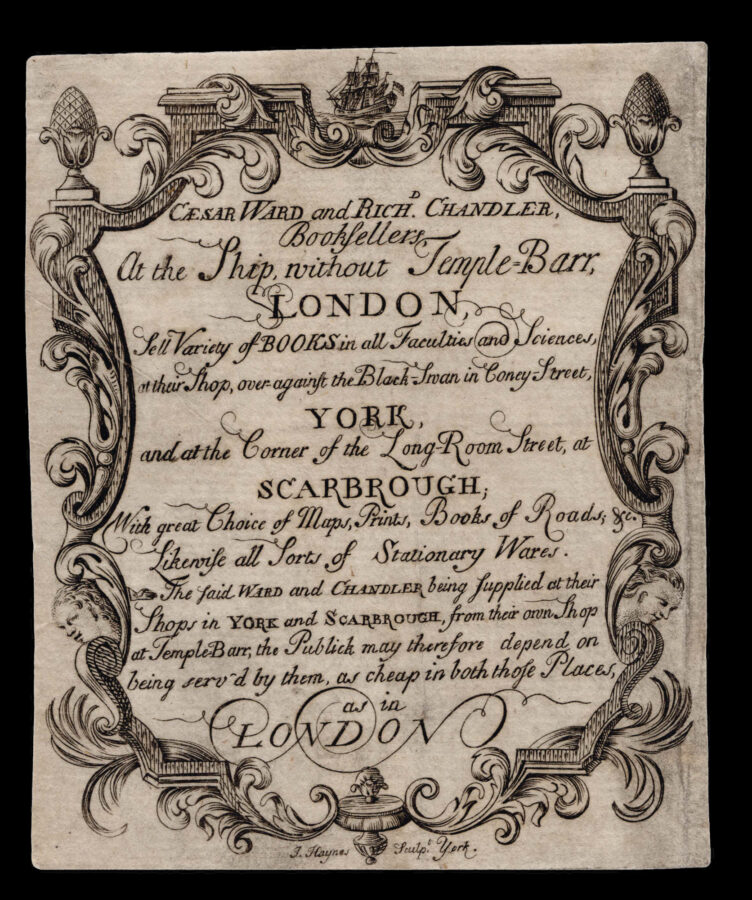 CÆSAR WARD and RICHᴰ. CHANDLER,
Bookſellers,
At the Ship, without Temple-Barr,
LONDON,
Sell Variety of BOOKS in all Faculties and Sciences,
at their Shop, over-againſt the Black-Swan in Coney-Street,
YORK,
and at the Corner of the Long-Room Street, at
SCARBROUGH;
With great Choice of Maps, Prints, Books of Roads; &c.
Likewiſe all Sorts of Stationary Wares.
☞ The ſaid WARD and CHANDLER being ſupplied at their
Shops in YORK and SCARBROUGH, from their own Shop
at Temple-Barr, the Publick may therefore depend on
being serv'd by them, as cheap in both thoſe Places,
as in
LONDON
J. Haynes Sculpᵗ. York.